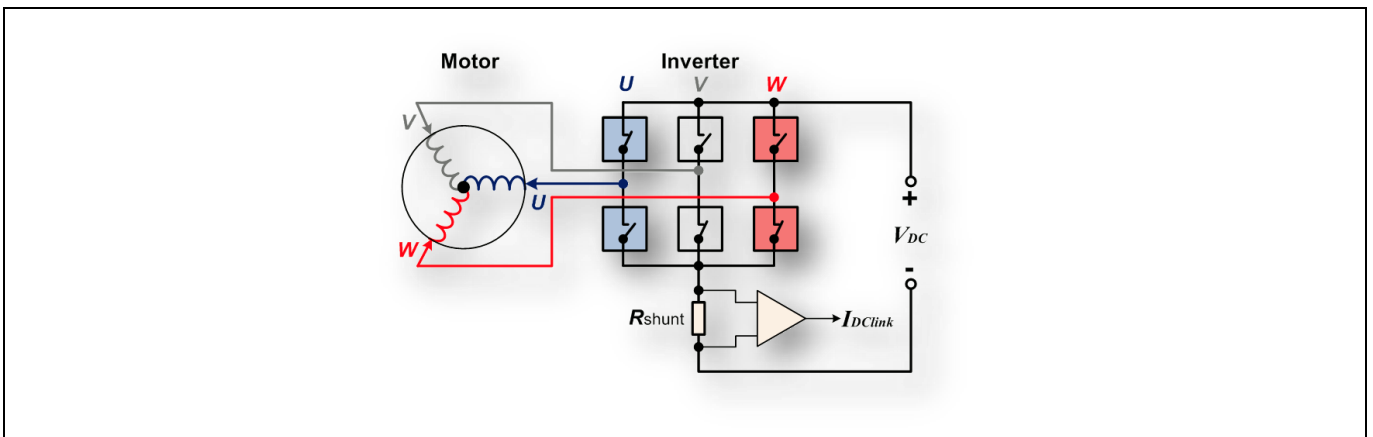 Motor
Inverter
U
V
W
V
U
W
+
VDC
-
Rshunt
IDClink